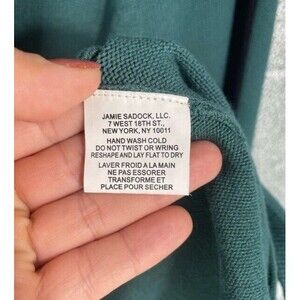 JAMIE SADOCK, LLC.
7 WEST 18TH ST.,
NEW YORK, NY 10011
HAND WASH COLD
DO NOT TWIST OR WRING
RESHAPE AND LAY FLAT TO DRY
LAVER FROID A LA MAIN
NE PAS ESSORER
TRANSFORME ET
PLACE POUR SECHER